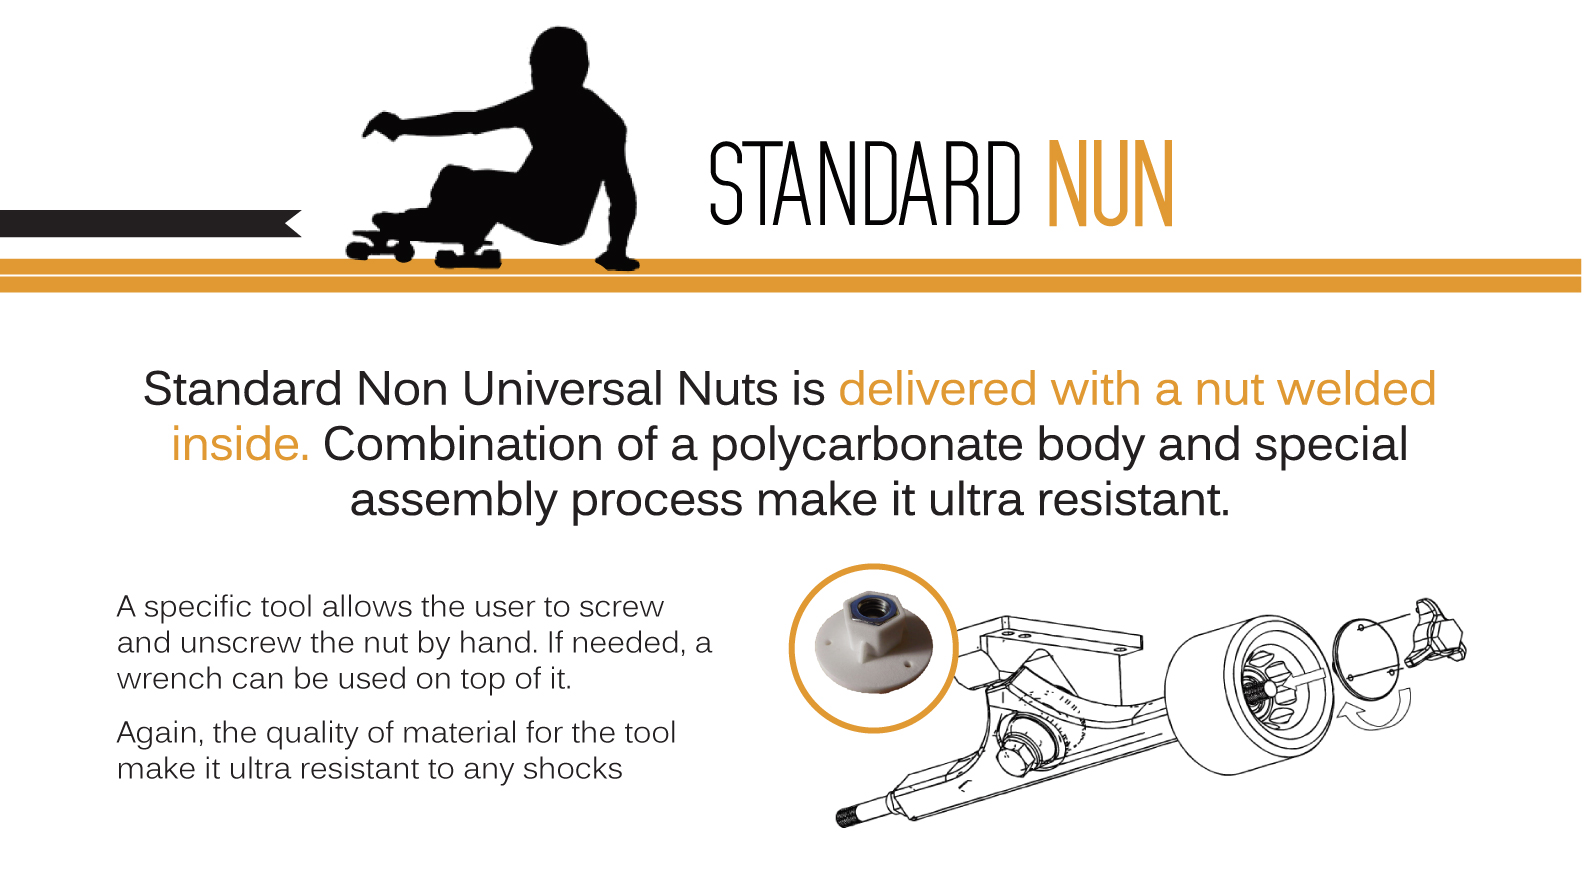 STANDARD NUN
Standard Non Universal Nuts is delivered with a nut welded
inside. Combination of a polycarbonate body and special
assembly process make it ultra resistant.
A specific tool allows the user to screw
and unscrew the nut by hand. If needed, a
wrench can be used on top of it.
Again, the quality of material for the tool
make it ultra resistant to any shocks